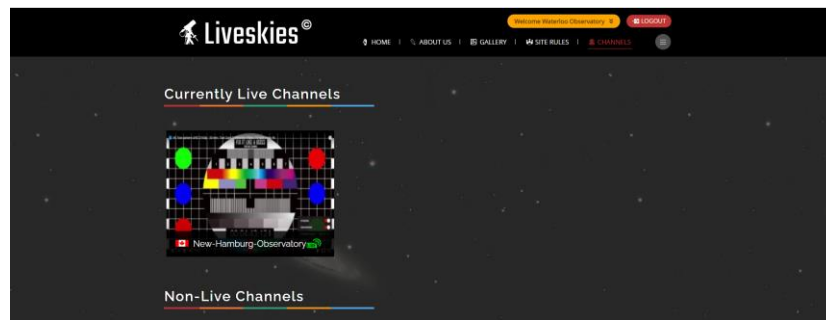 Liveskies©
Welcome Waterloo Observatory
LOGOUT
HOME | ABOUT US | GALLERY | SITE RULES | CHANNELS
Currently Live Channels
New-Hamburg-Observatory
Non-Live Channels